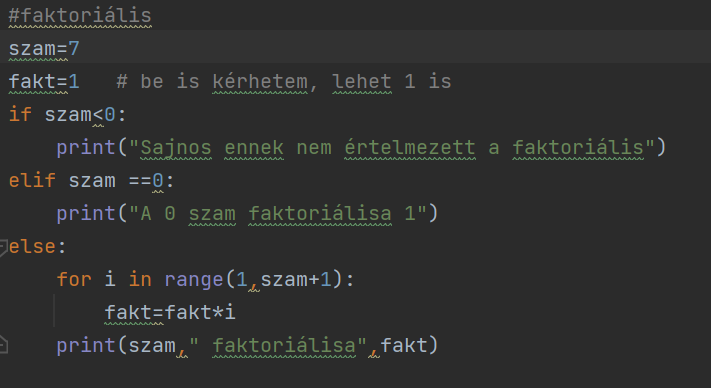 #faktoriális
szam=7
fakt=1   # be is kérhetem, lehet 1 is
if szam<0:
    print("Sajnos ennek nem értelmezett a faktoriális")
elif szam ==0:
    print("A 0 szam faktoriálisa 1")
else:
    for i in range(1,szam+1):
        fakt=fakt*i
    print(szam," faktoriálisa",fakt)